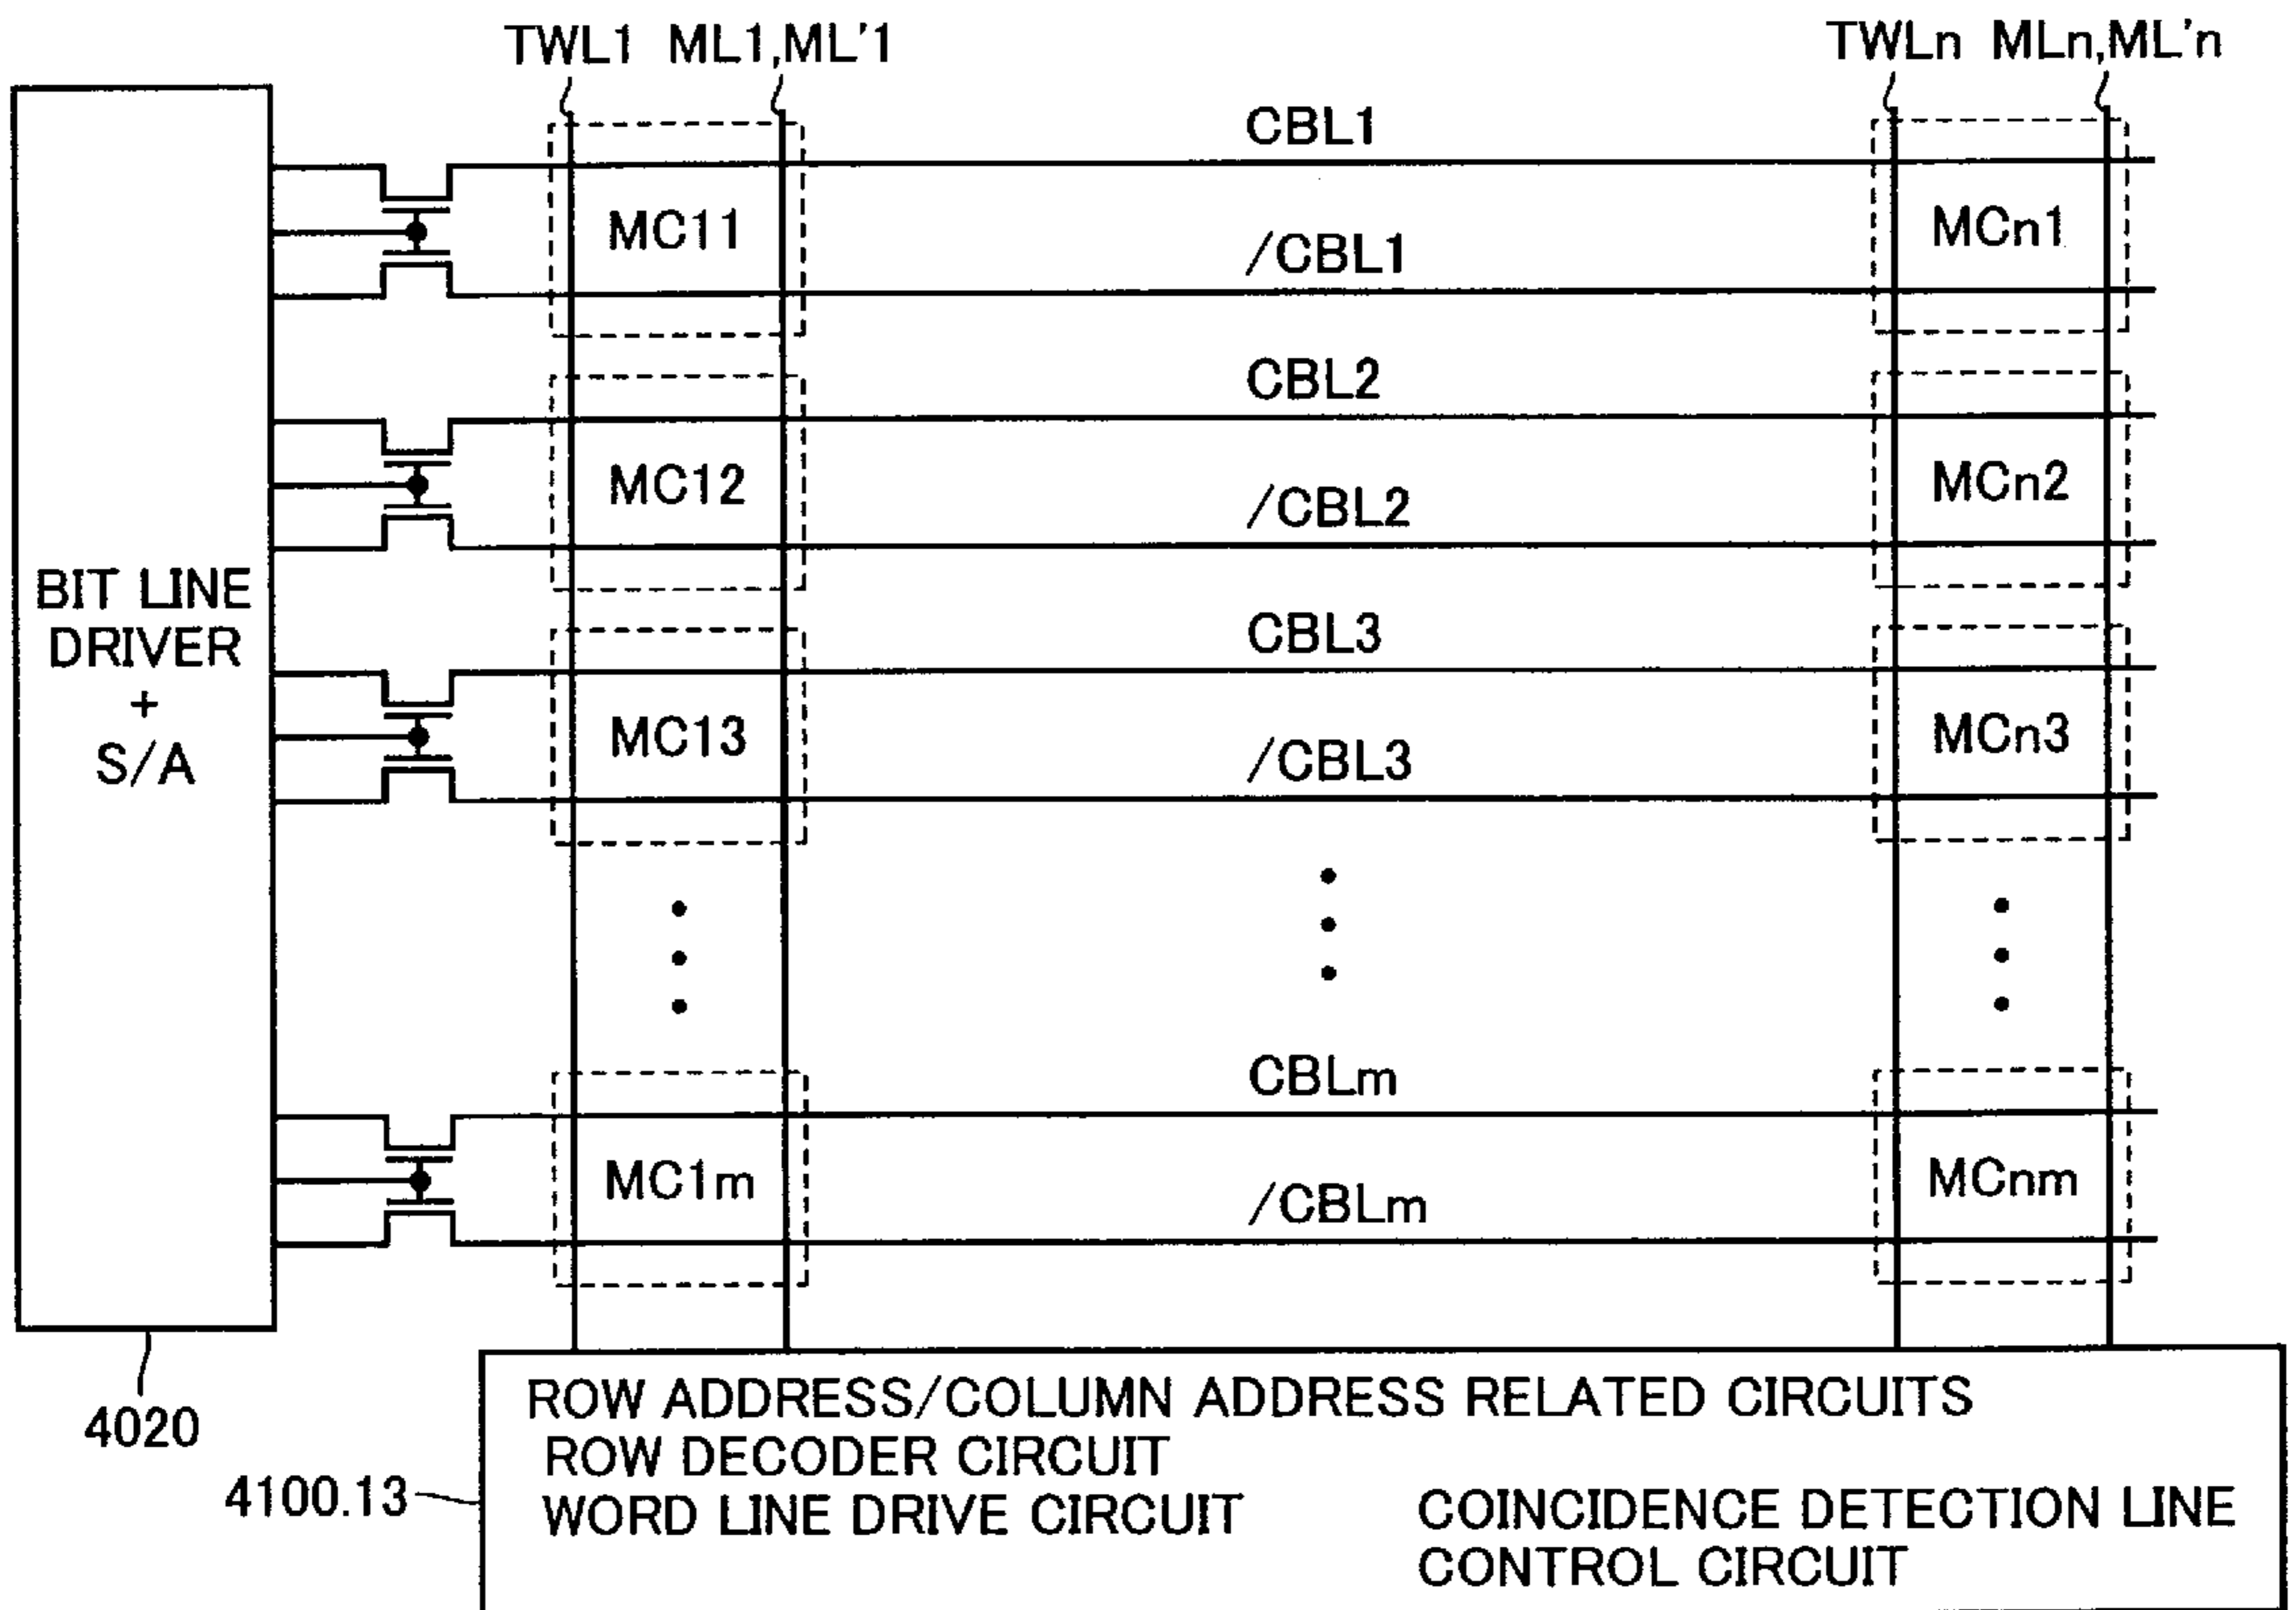 TWL1 ML1,ML'1 TWLn MLn,ML'n
CBL1
MC11 MCn1
/CBL1
CBL2
MC12 MCn2
/CBL2
BIT LINE
DRIVER
+
S/A
CBL3
MC13 MCn3
/CBL3
CBLm
MC1m MCnm
/CBLm
4020
ROW ADDRESS/COLUMN ADDRESS RELATED CIRCUITS
ROW DECODER CIRCUIT
4100.13
WORD LINE DRIVE CIRCUIT
COINCIDENCE DETECTION LINE
CONTROL CIRCUIT